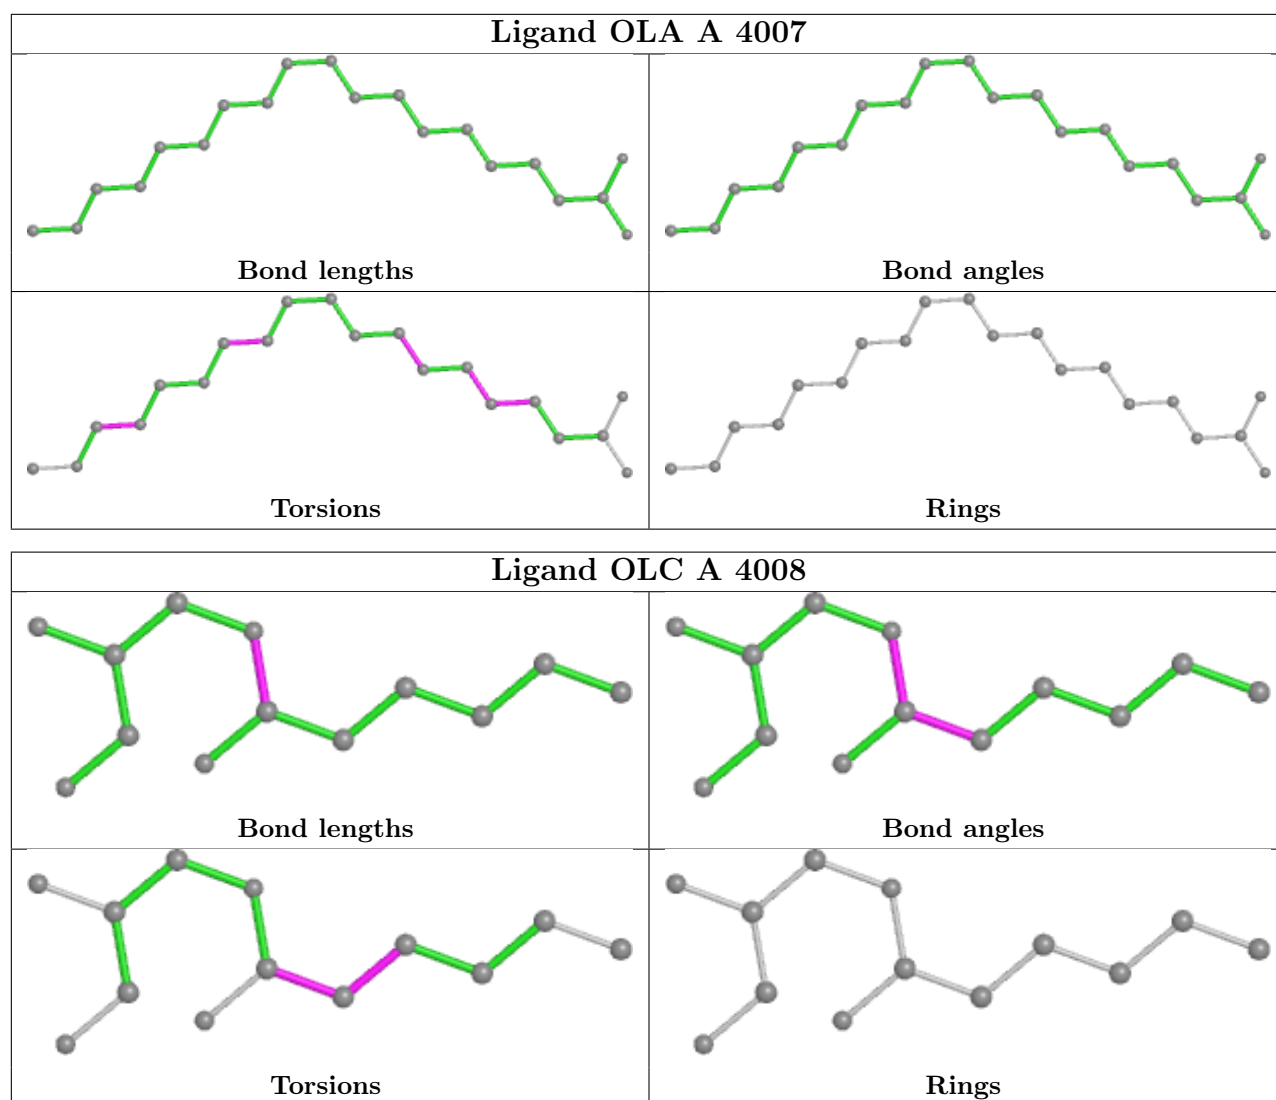 Ligand OLA A 4007
Bond lengths
Bond angles
Torsions
Rings
Ligand OLC A 4008
Bond lengths
Bond angles
Torsions
Rings